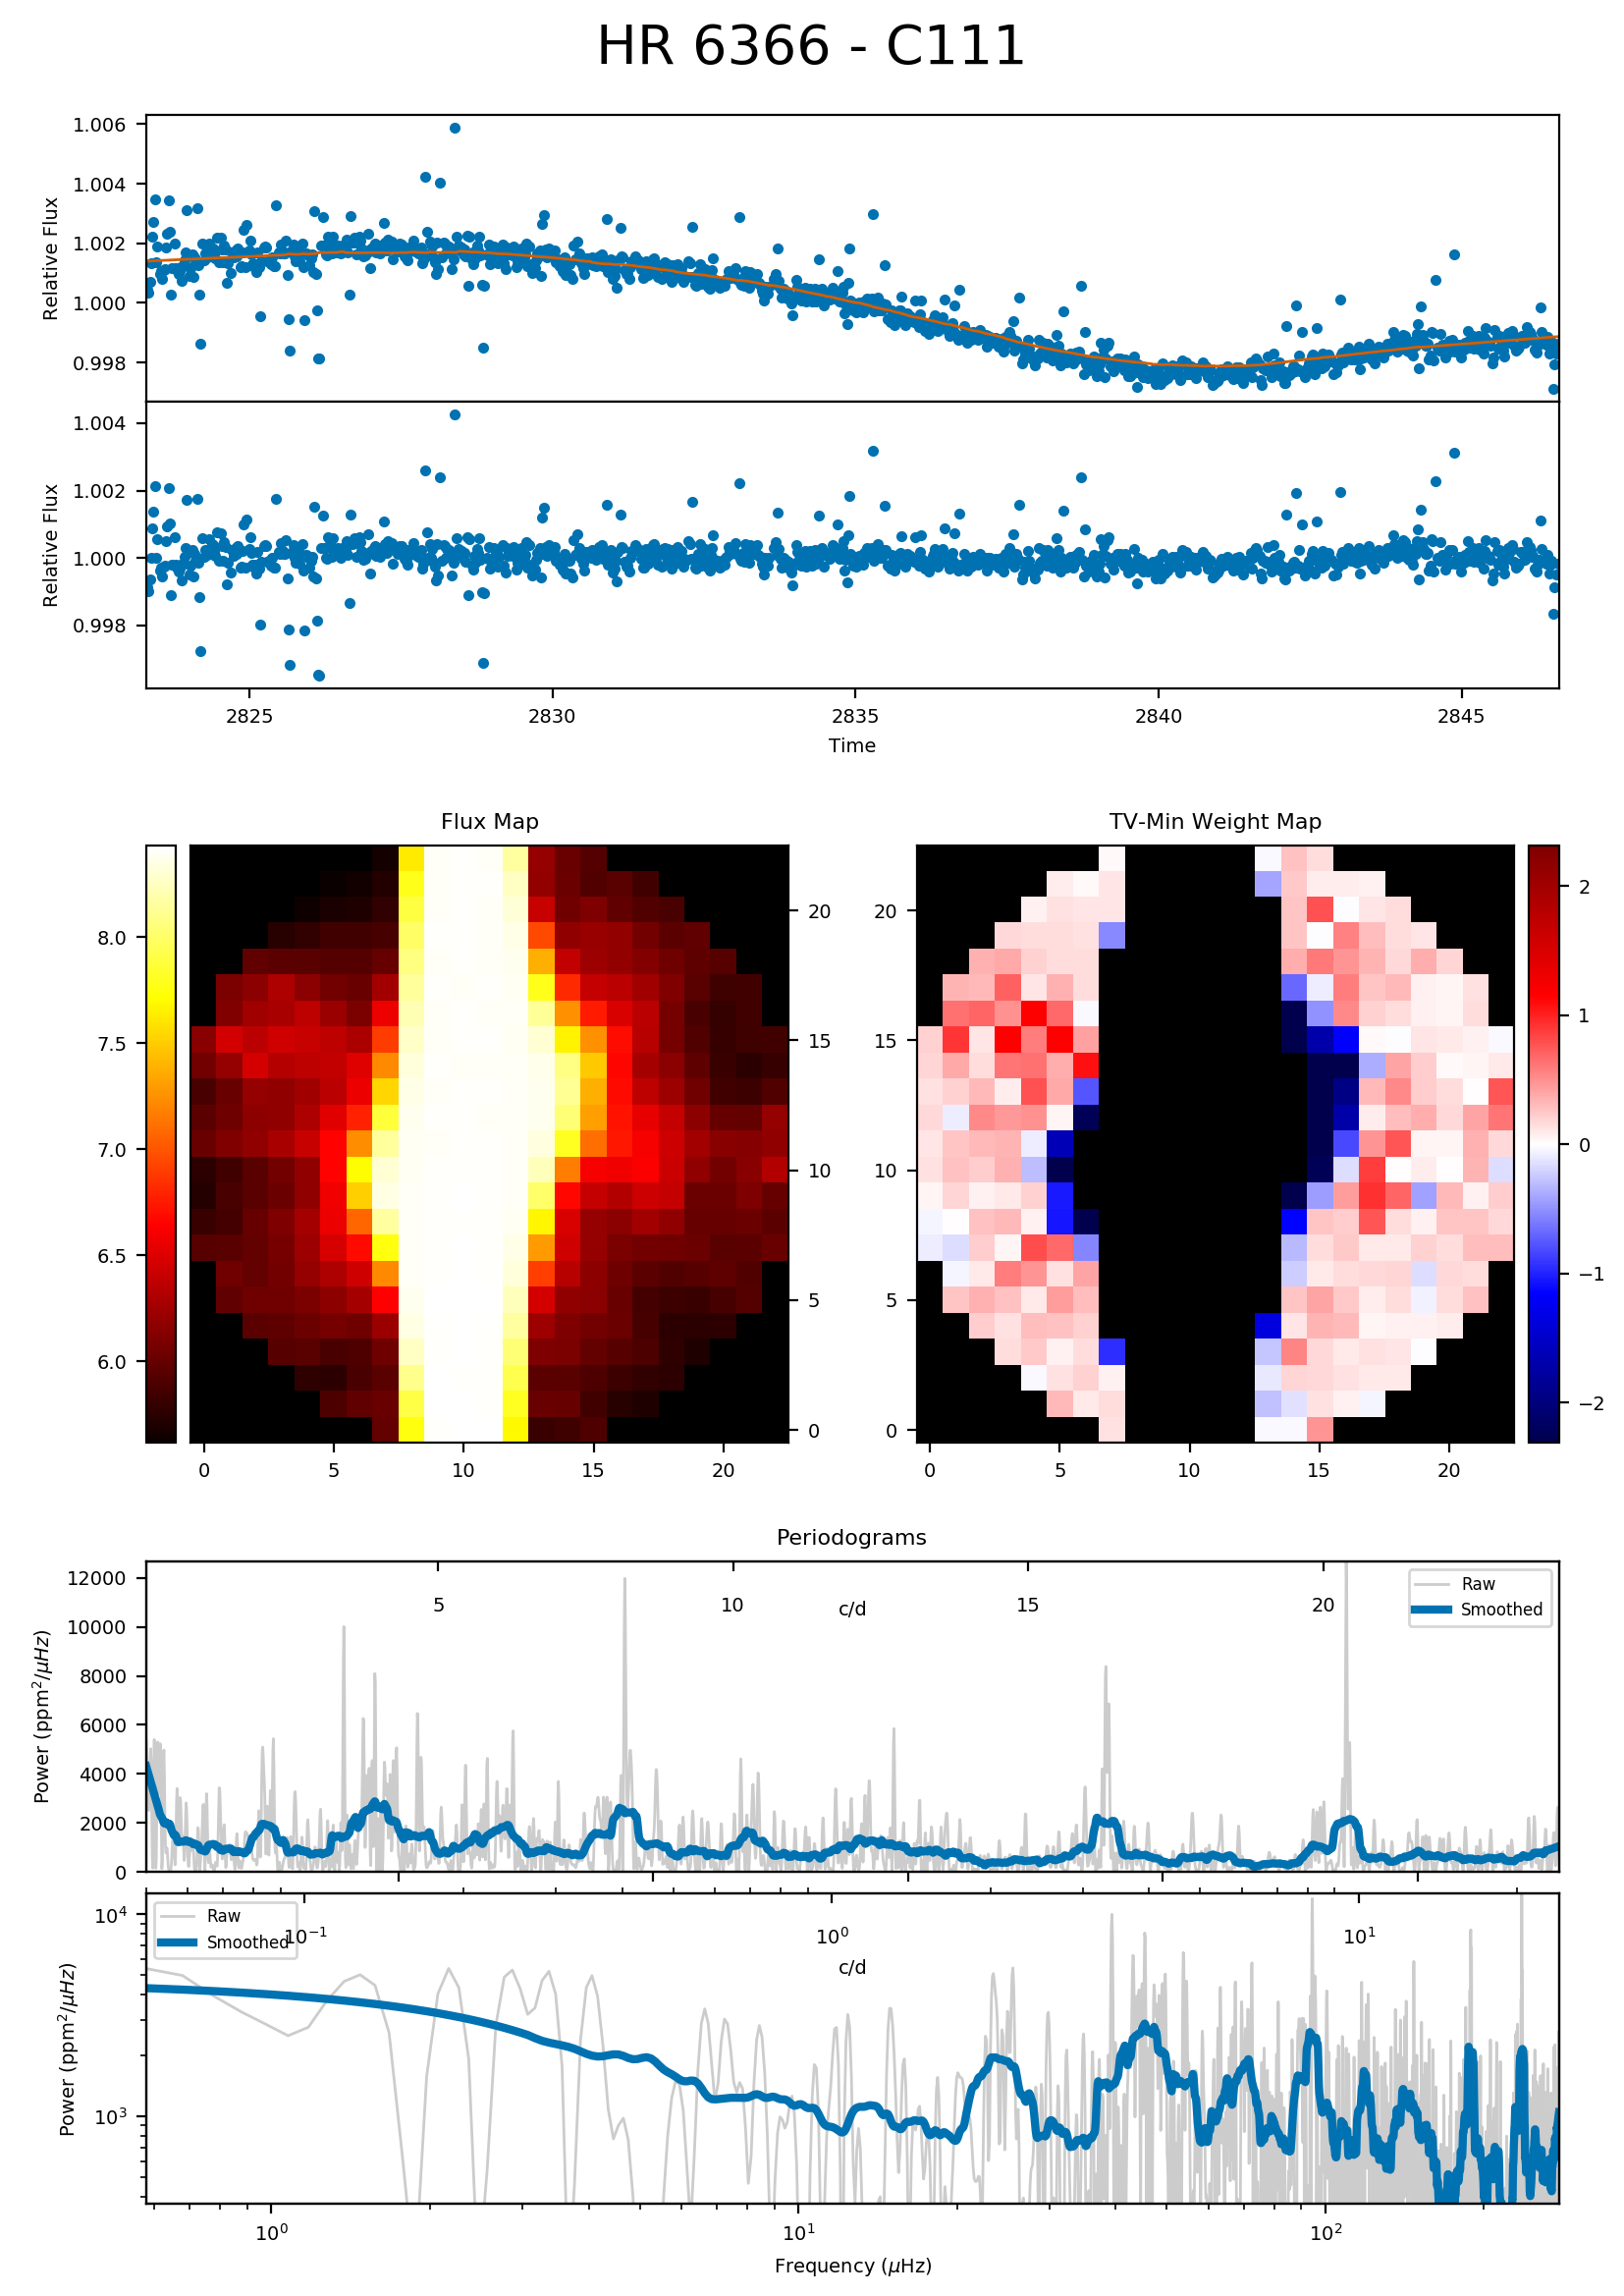 HR 6366 - C111
1.006
1.004
1.002
1.000
0.998
Relative Flux
1.004
1.002
1.000
0.998
Relative Flux
2825 2830 2835 2840 2845
Time
Flux Map
TV-Min Weight Map
8.0
7.5
7.0
6.5
6.0
20
15
10
5
0
0 5 10 15 20
20
15
10
5
0
0 5 10 15 20
2
1
0
−1
−2
Periodograms
12000
10000
8000
6000
4000
2000
0
Power (ppm²/μHz)
5 10 15 20
c/d
Raw
Smoothed
10⁴
10³
Power (ppm²/μHz)
Raw
Smoothed
10⁻¹ 10⁰ 10¹
c/d
10⁰ 10¹ 10²
Frequency (μHz)